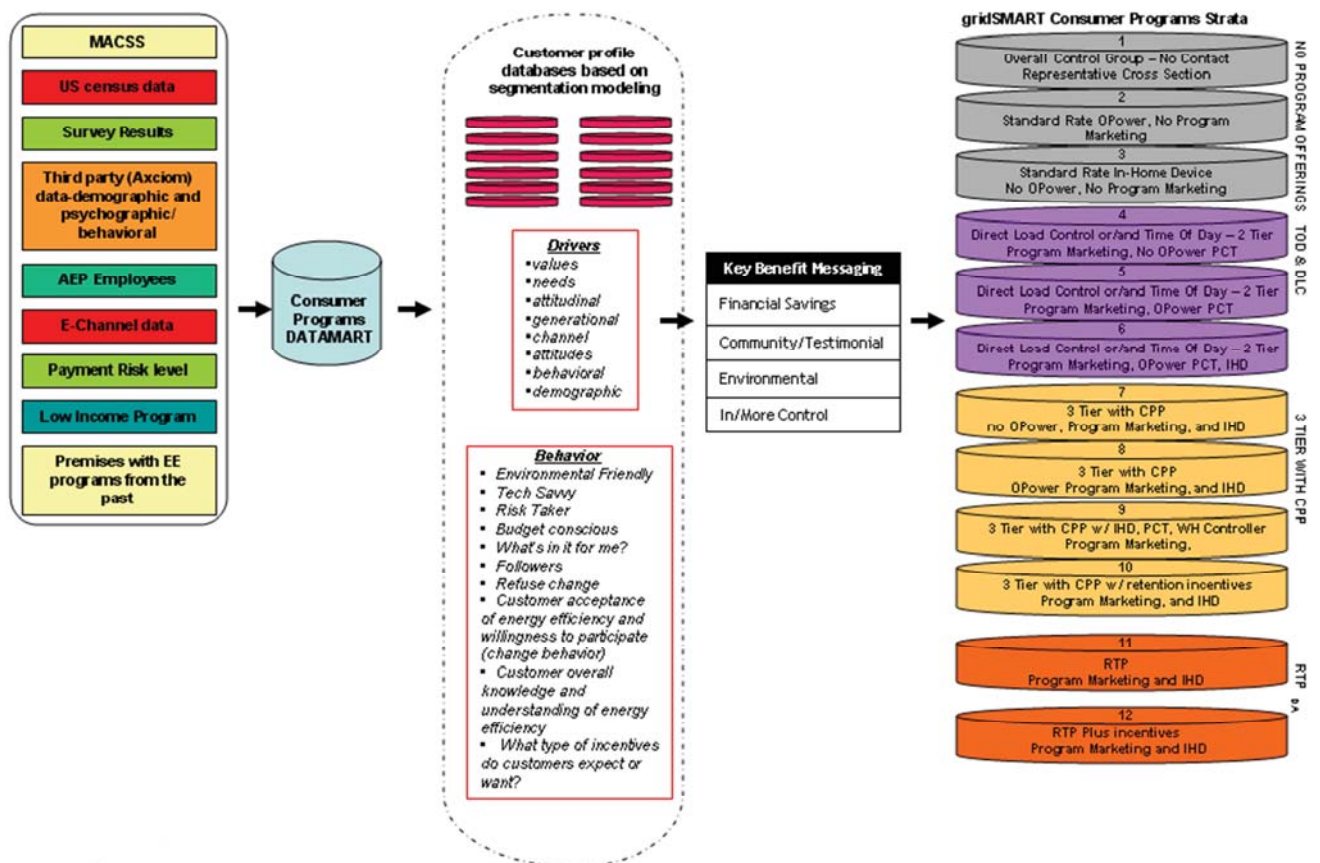 MACSS
US census data
Survey Results
Third party (Axciom)
data-demographic and
psychographic/
behavioral
AEP Employees
E-Channel data
Payment Risk level
Low Income Program
Premises with EE
programs from the
past
Consumer
Programs
DATAMART
Customer profile
databases based on
segmentation modeling
Drivers
▪values
▪needs
▪attitudinal
▪generational
▪channel
▪attitudes
▪behavioral
▪demographic
Behavior
▪ Environmental Friendly
▪ Tech Savvy
▪ Risk Taker
▪ Budget conscious
▪ What's in it for me?
▪ Followers
▪ Refuse change
▪ Customer acceptance
of energy efficiency and
willingness to participate
(change behavior)
▪ Customer overall
knowledge and
understanding of energy
efficiency
▪ What type of incentives
do customers expect or
want?
Key Benefit Messaging
Financial Savings
Community/Testimonial
Environmental
In/More Control
gridSMART Consumer Programs Strata
1
Overall Control Group – No Contact
Representative Cross Section
2
Standard Rate OPower, No Program
Marketing
3
Standard Rate In-Home Device
No OPower, No Program Marketing
4
Direct Load Control or/and Time Of Day – 2 Tier
Program Marketing, No OPower PCT
5
Direct Load Control or/and Time Of Day – 2 Tier
Program Marketing, OPower PCT
6
Direct Load Control or/and Time Of Day – 2 Tier
Program Marketing, OPower PCT, IHD
7
3 Tier with CPP
no OPower, Program Marketing, and IHD
8
3 Tier with CPP
OPower Program Marketing, and IHD
9
3 Tier with CPP w/ IHD, PCT, WH Controller
Program Marketing,
10
3 Tier with CPP w/ retention incentives
Program Marketing, and IHD
11
RTP
Program Marketing and IHD
12
RTP Plus incentives
Program Marketing and IHD
NO PROGRAM OFFERINGS
TOD & DLC
3 TIER WITH CPP
RTP DA